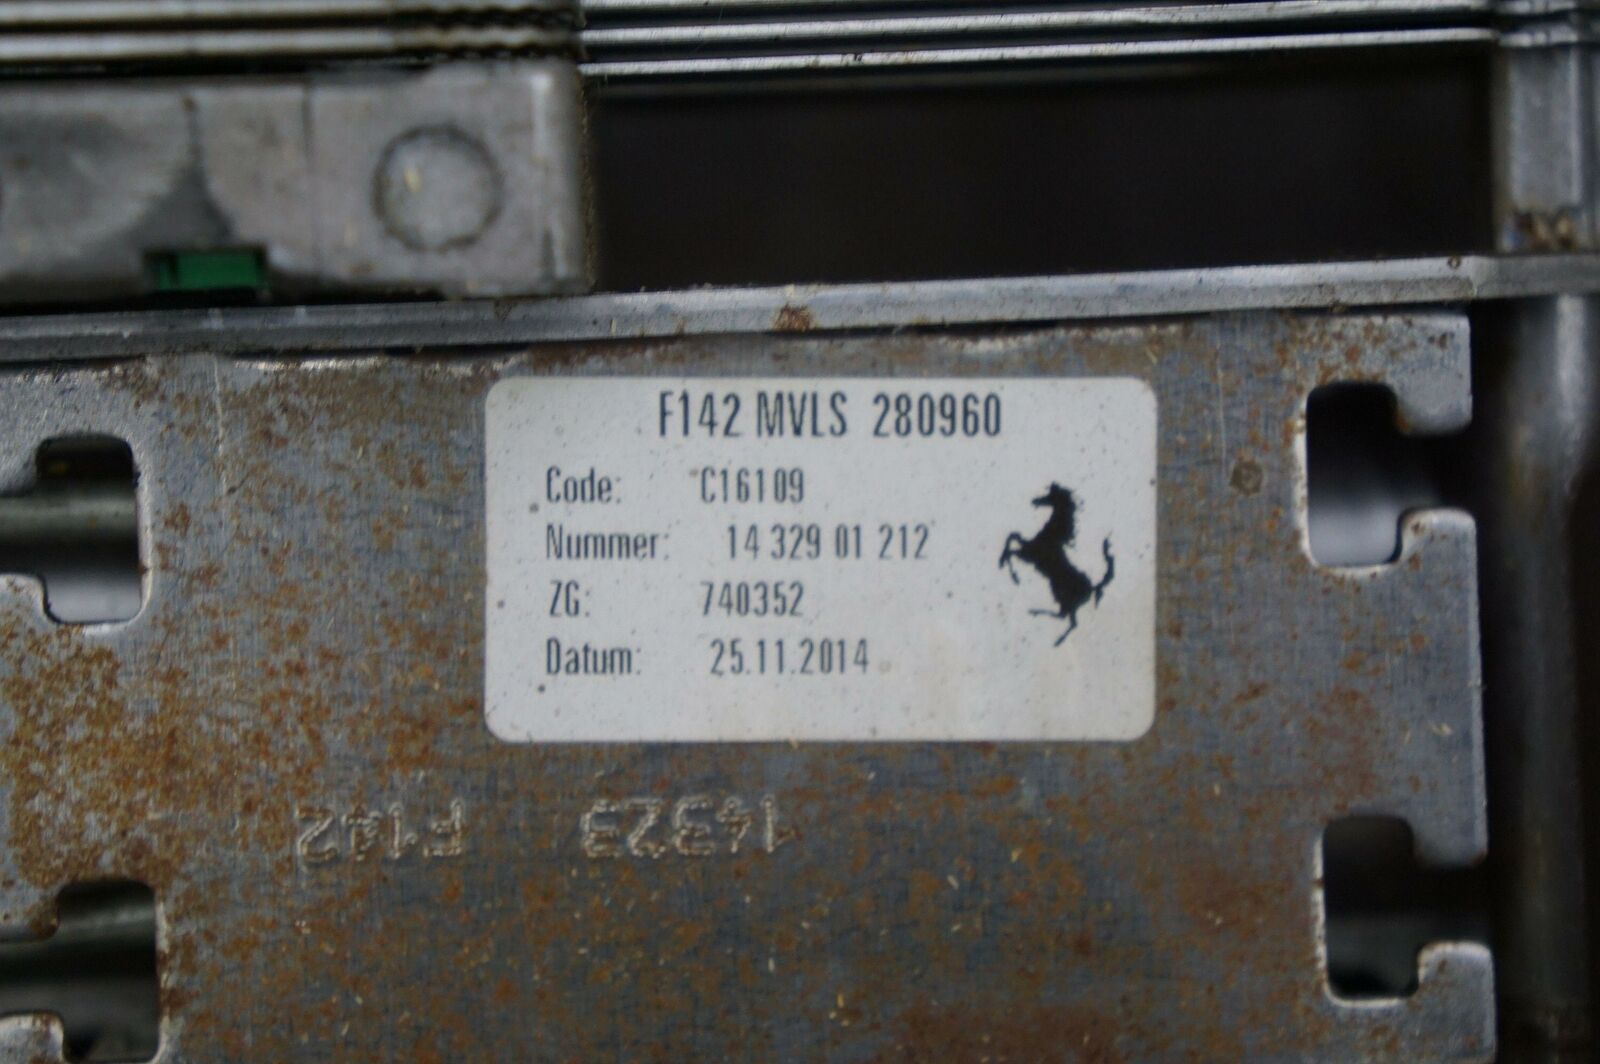 F142 MVLS 280960
Code: C16109
Nummer: 14 329 01 212
ZG: 740352
Datum: 25.11.2014
14323 F142